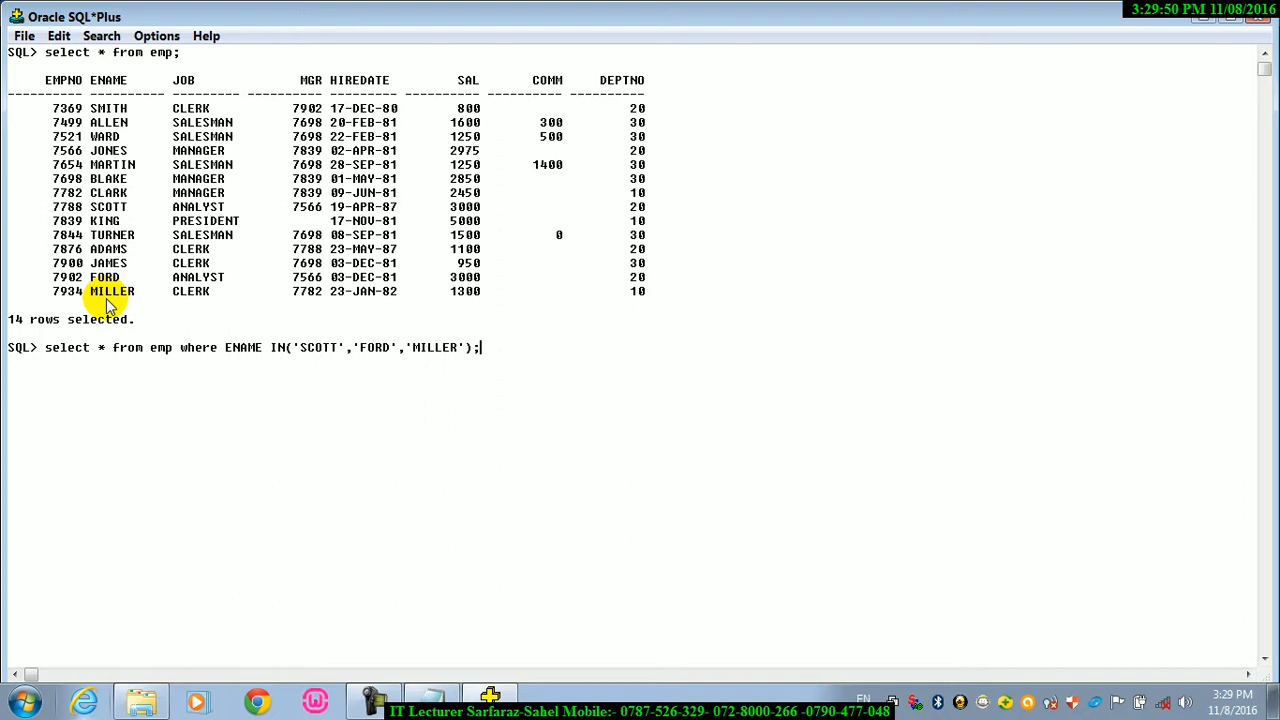 Oracle SQL*Plus
3:29:50 PM 11/08/2016
File Edit Search Options Help
SQL> select * from emp;
EMPNO ENAME JOB MGR HIREDATE SAL COMM DEPTNO
---------- ---------- --------- ---------- --------- ---------- ---------- ----------
7369 SMITH CLERK 7902 17-DEC-80 800 20
7499 ALLEN SALESMAN 7698 20-FEB-81 1600 300 30
7521 WARD SALESMAN 7698 22-FEB-81 1250 500 30
7566 JONES MANAGER 7839 02-APR-81 2975 20
7654 MARTIN SALESMAN 7698 28-SEP-81 1250 1400 30
7698 BLAKE MANAGER 7839 01-MAY-81 2850 30
7782 CLARK MANAGER 7839 09-JUN-81 2450 10
7788 SCOTT ANALYST 7566 19-APR-87 3000 20
7839 KING PRESIDENT 17-NOV-81 5000 10
7844 TURNER SALESMAN 7698 08-SEP-81 1500 0 30
7876 ADAMS CLERK 7788 23-MAY-87 1100 20
7900 JAMES CLERK 7698 03-DEC-81 950 30
7902 FORD ANALYST 7566 03-DEC-81 3000 20
7934 MILLER CLERK 7782 23-JAN-82 1300 10
14 rows selected.
SQL> select * from emp where ENAME IN('SCOTT','FORD','MILLER');
EN
3:29 PM
11/8/2016
IT Lecturer Sarfaraz-Sahel Mobile:- 0787-526-329- 072-8000-266 -0790-477-048